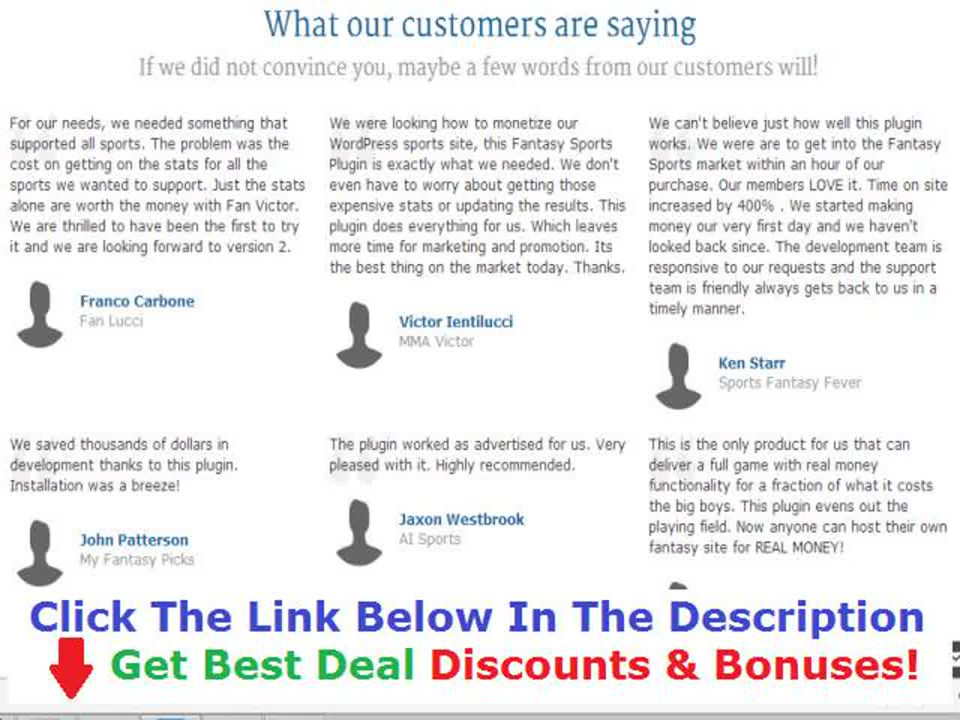 What our customers are saying
If we did not convince you, maybe a few words from our customers will!
For our needs, we needed something that
supported all sports. The problem was the
cost on getting on the stats for all the
sports we wanted to support. Just the stats
alone are worth the money with Fan Victor.
We are thrilled to have been the first to try
it and we are looking forward to version 2.
Franco Carbone
Fan Lucci
We were looking how to monetize our
WordPress sports site, this Fantasy Sports
Plugin is exactly what we needed. We don't
even have to worry about getting those
expensive stats or updating the results. This
plugin does everything for us. Which leaves
more time for marketing and promotion. Its
the best thing on the market today. Thanks.
Victor Ientilucci
MMA Victor
We can't believe just how well this plugin
works. We were are to get into the Fantasy
Sports market within an hour of our
purchase. Our members LOVE it. Time on site
increased by 400% . We started making
money our very first day and we haven't
looked back since. The development team is
responsive to our requests and the support
team is friendly always gets back to us in a
timely manner.
Ken Starr
Sports Fantasy Fever
We saved thousands of dollars in
development thanks to this plugin.
Installation was a breeze!
John Patterson
My Fantasy Picks
The plugin worked as advertised for us. Very
pleased with it. Highly recommended.
Jaxon Westbrook
AI Sports
This is the only product for us that can
deliver a full game with real money
functionality for a fraction of what it costs
the big boys. This plugin evens out the
playing field. Now anyone can host their own
fantasy site for REAL MONEY!
Click The Link Below In The Description
Get Best Deal Discounts & Bonuses!